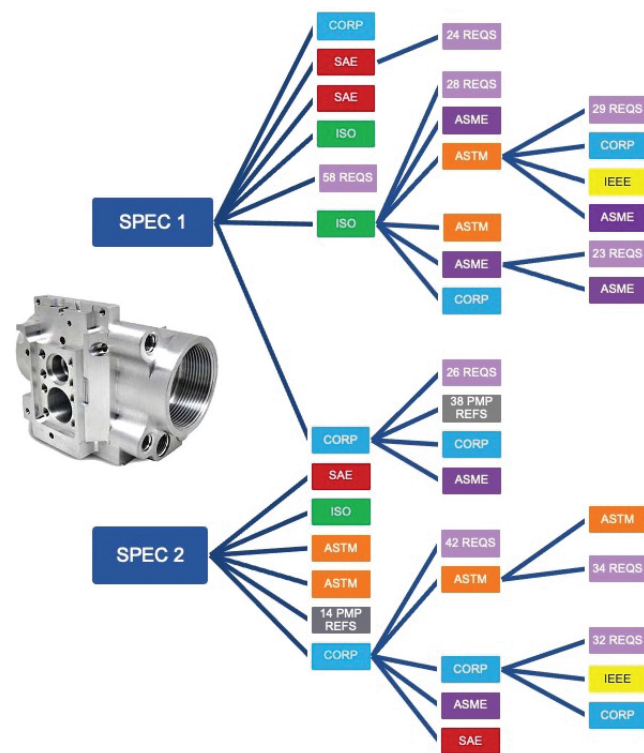 CORP
SAE
SAE
ISO
58 REQS
ISO
SPEC 1
24 REQS
28 REQS
ASME
ASTM
ASTM
ASME
CORP
29 REQS
CORP
IEEE
ASME
23 REQS
ASME
CORP
26 REQS
38 PMP
REFS
CORP
ASME
SPEC 2
SAE
ISO
ASTM
ASTM
14 PMP
REFS
CORP
42 REQS
ASTM
CORP
ASME
SAE
ASTM
34 REQS
32 REQS
IEEE
CORP